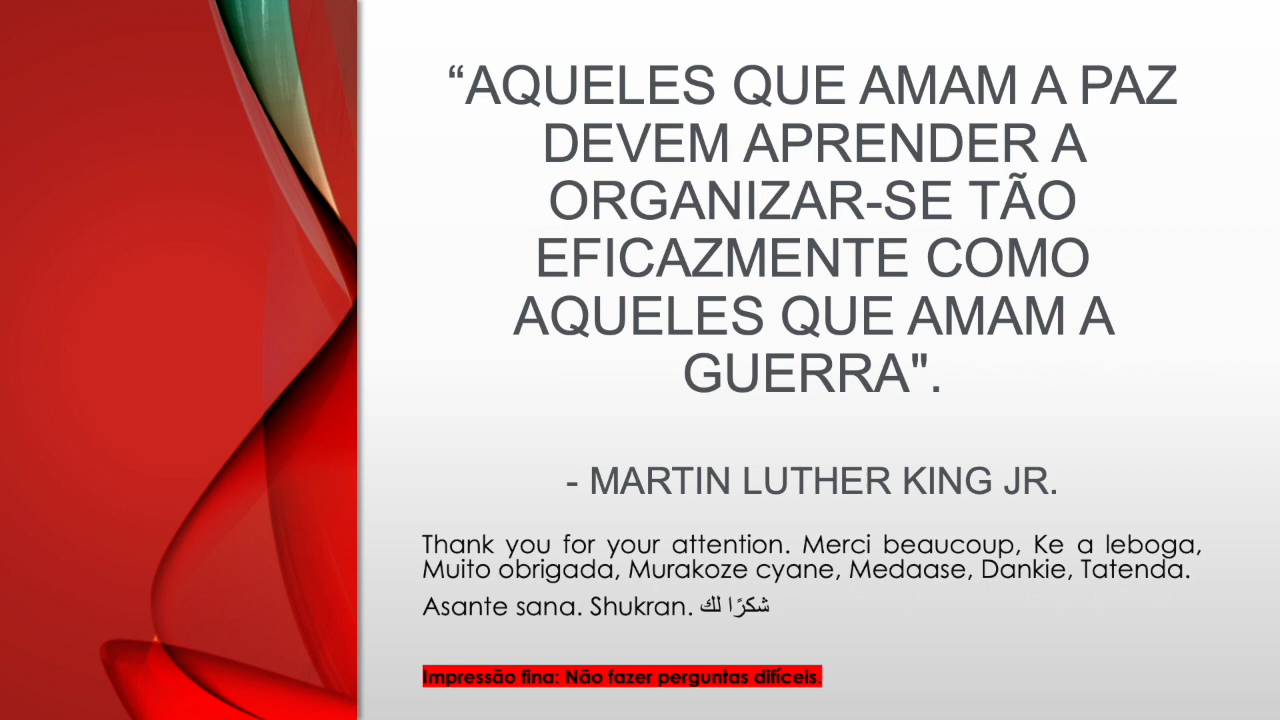 “AQUELES QUE AMAM A PAZ
DEVEM APRENDER A
ORGANIZAR-SE TÃO
EFICAZMENTE COMO
AQUELES QUE AMAM A
GUERRA".
- MARTIN LUTHER KING JR.
Thank you for your attention. Merci beaucoup, Ke a leboga,
Muito obrigada, Murakoze cyane, Medaase, Dankie, Tatenda.
Asante sana. Shukran. شكرًا لك
Impressão fina: Não fazer perguntas difíceis.